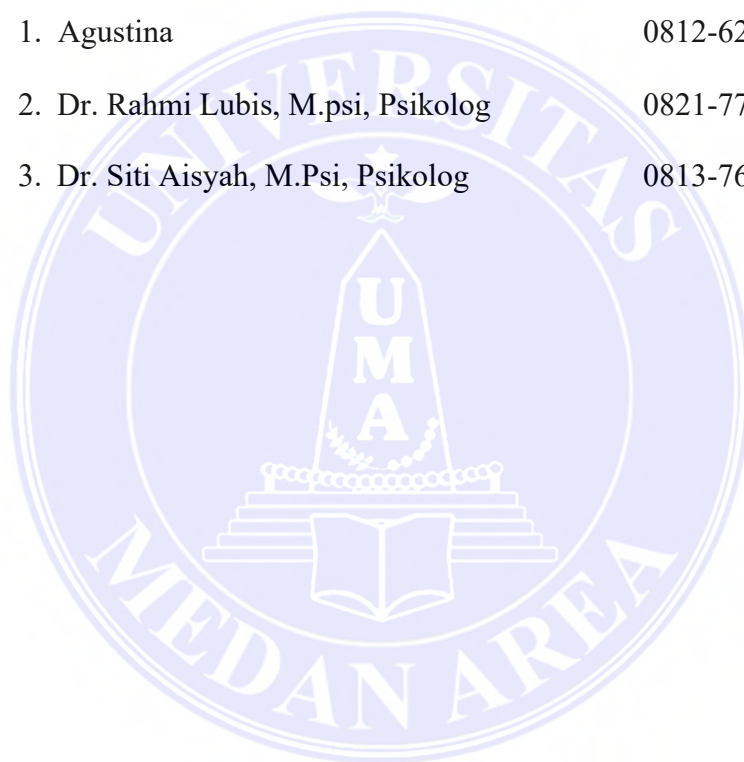 1. Agustina 0812-62
2. Dr. Rahmi Lubis, M.psi, Psikolog 0821-77
3. Dr. Siti Aisyah, M.Psi, Psikolog 0813-76
UNIVERSITAS
U
M
A
MEDAN AREA